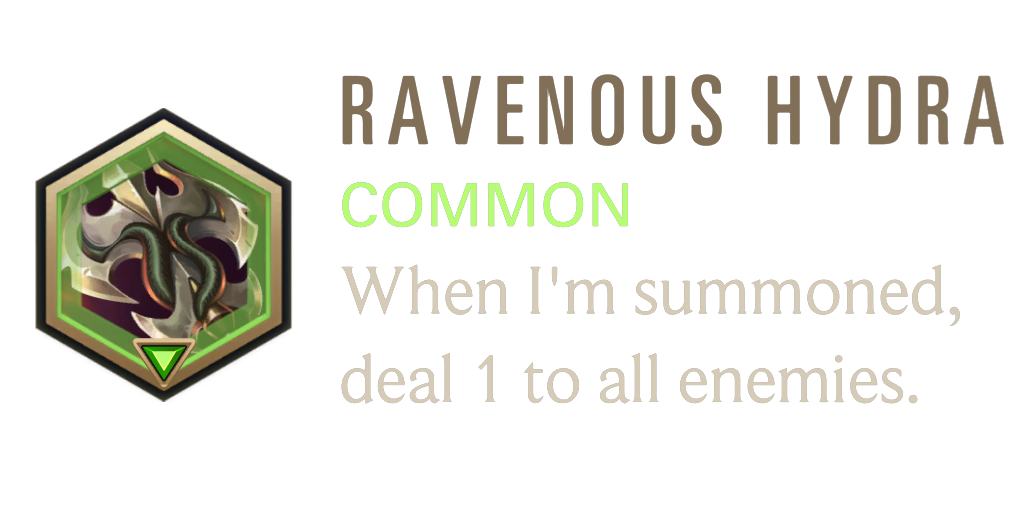 RAVENOUS HYDRA
COMMON
When I'm summoned,
deal 1 to all enemies.